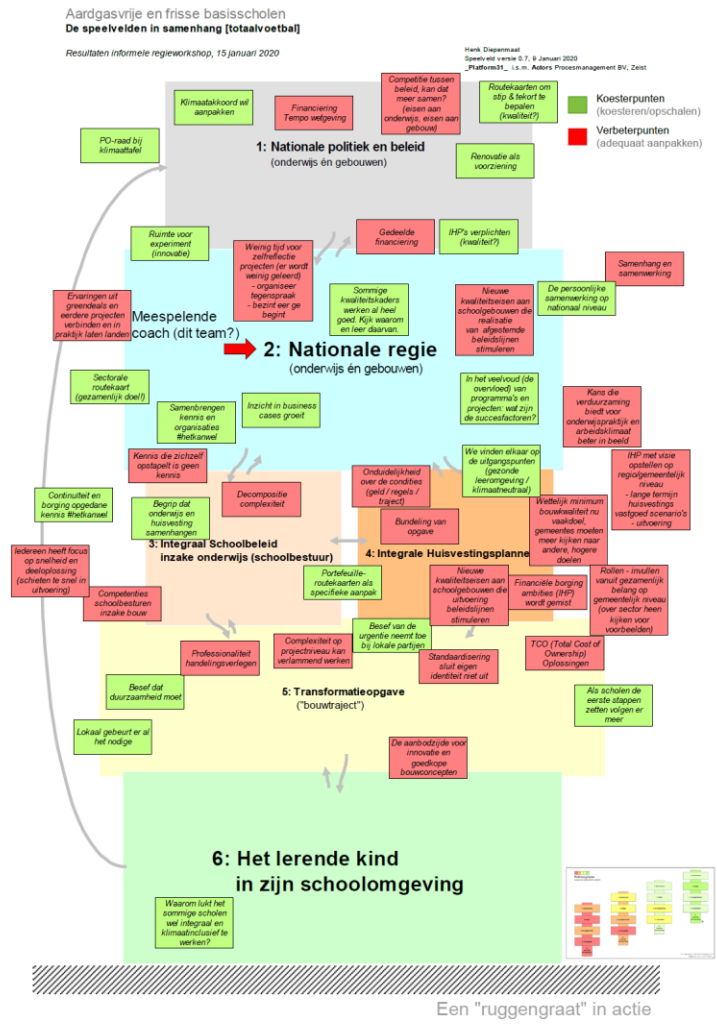 Aardgasvrije en frisse basisscholen
De speelvelden in samenhang [totaalvoetbal]
Resultaten informele regieworkshop, 15 januari 2020
Henk Diepenmaat
Speelveld versie 0.7, 9 Januari 2020
_Platform31_ i.s.m. Actors Procesmanagement BV, Zeist
Koesterpunten
(koesteren/opschalen)
Verbeterpunten
(adequaat aanpakken)
Klimaatakkoord wil
aanpakken
Financiering
Tempo wetgeving
Competitie tussen
beleid, kan dat
meer samen?
(eisen aan
onderwijs, eisen aan
gebouw)
Routekaarten om
stip & tekort te
bepalen
(kwaliteit?)
PO-raad bij
klimaattafel
1: Nationale politiek en beleid
(onderwijs én gebouwen)
Renovatie als
voorziening
Ruimte voor
experiment
(innovatie)
Weinig tijd voor
zelfreflectie
projecten (er wordt
weinig geleerd)
- organiseer
tegenspraak
- bezint eer ge
begint
Gedeelde
financiering
IHP's verplichten
(kwaliteit?)
Samenhang en
samenwerking
Ervaringen uit
greendeals en
eerdere projecten
verbinden en in
praktijk laten landen
Meespelende
coach (dit team?)
Sommige
kwaliteitskaders
werken al heel
goed. Kijk waarom
en leer daarvan.
Nieuwe
kwaliteitseisen aan
schoolgebouwen die
realisatie
van afgestemde
beleidslijnen
stimuleren
De persoonlijke
samenwerking op
nationaal niveau
2: Nationale regie
(onderwijs én gebouwen)
Sectorale
routekaart
(gezamenlijk doel!)
Samenbrengen
kennis en
organisaties
#hetkanwel
Inzicht in business
cases groeit
In het veelvoud (de
overvloed) van
programma's en
projecten: wat zijn
de succesfactoren?
Kans die
verduurzaming
biedt voor
onderwijspraktijk en
arbeidsklimaat
beter in beeld
Kennis die zichzelf
opstapelt is geen
kennis
Decompositie
complexiteit
Onduidelijkheid
over de condities
(geld / regels /
traject)
We vinden elkaar op
de uitgangspunten
(gezonde
leeromgeving /
klimaatneutraal)
IHP met visie
opstellen op
regio/gemeentelijk
niveau
- lange termijn
huisvestings
vastgoed scenario's
- uitvoering
Continuïteit en
borging opgedane
kennis #hetkanwel
Begrip dat
onderwijs en
huisvesting
samenhangen
Bundeling van
opgave
Wettelijk minimum
bouwkwaliteit nu
vaakdoel,
gemeentes moeten
meer kijken naar
andere, hogere
doelen
3: Integraal Schoolbeleid
inzake onderwijs (schoolbestuur)
4: Integrale Huisvestingsplanne
Iedereen heeft focus
op snelheid en
deeloplossing
(schieten te snel in
uitvoering)
Competenties
schoolbesturen
inzake bouw
Portefeuille-
routekaarten als
specifieke aanpak
Nieuwe
kwaliteitseisen aan
schoolgebouwen die
uitvoering
beleidslijnen
stimuleren
Financiële borging
ambities (IHP)
wordt gemist
Rollen - invullen
vanuit gezamenlijk
belang op
gemeentelijk niveau
(over sector heen
kijken voor
voorbeelden)
Professionaliteit
handelingsverlegen
Complexiteit op
projectniveau kan
verlammend werken
Besef van de
urgentie neemt toe
bij lokale partijen
Standaardisering
sluit eigen
identiteit niet uit
TCO (Total Cost of
Ownership)
Oplossingen
Besef dat
duurzaamheid moet
5: Transformatieopgave
("bouwtraject")
Als scholen de
eerste stappen
zetten volgen er
meer
Lokaal gebeurt er al
het nodige
De aanbodzijde voor
innovatie en
goedkope
bouwconcepten
6: Het lerende kind
in zijn schoolomgeving
Waarom lukt het
sommige scholen
wel integraal en
klimaatinclusief te
werken?
Een "ruggengraat" in actie